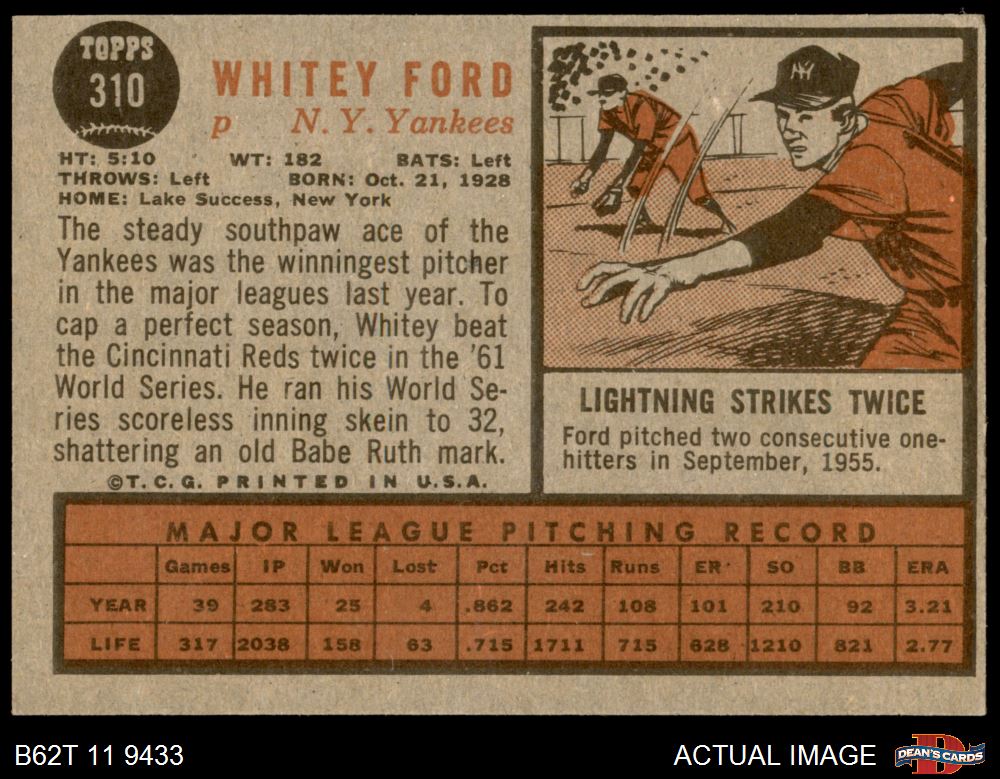 TOPPS
310
WHITEY FORD
p N. Y. Yankees
HT: 5:10 WT: 182 BATS: Left
THROWS: Left BORN: Oct. 21, 1928
HOME: Lake Success, New York
The steady southpaw ace of the
Yankees was the winningest pitcher
in the major leagues last year. To
cap a perfect season, Whitey beat
the Cincinnati Reds twice in the '61
World Series. He ran his World Se-
ries scoreless inning skein to 32,
shattering an old Babe Ruth mark.
©T. C. G. PRINTED IN U.S.A.
NY
LIGHTNING STRIKES TWICE
Ford pitched two consecutive one-
hitters in September, 1955.
MAJOR LEAGUE PITCHING RECORD
Games IP Won Lost Pct Hits Runs ER SO BB ERA
YEAR 39 283 25 4 .862 242 108 101 210 92 3.21
LIFE 317 2038 158 63 .715 1711 715 628 1210 821 2.77
B62T 11 9433 ACTUAL IMAGE DEAN'S CARDS